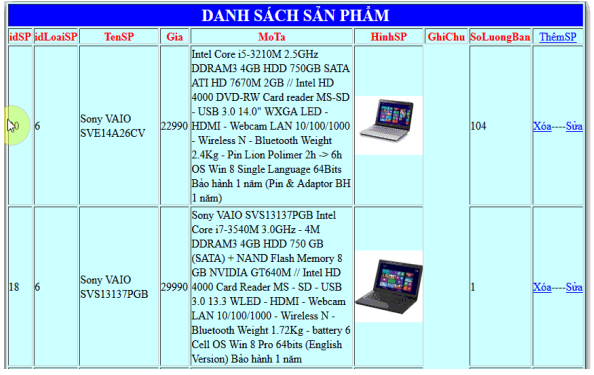 DANH SÁCH SẢN PHẨM
idSP idLoaiSP TenSP Gia MoTa HinhSP GhiChu SoLuongBan ThêmSP
6
Sony VAIO
SVE14A26CV
22990
Intel Core i5-3210M 2.5GHz
DDRAM3 4GB HDD 750GB SATA
ATI HD 7670M 2GB // Intel HD
4000 DVD-RW Card reader MS-SD
- USB 3.0 14.0" WXGA LED -
HDMI - Webcam LAN 10/100/1000
- Wireless N - Bluetooth Weight
2.4Kg - Pin Lion Polimer 2h -> 6h
OS Win 8 Single Language 64Bits
Bảo hành 1 năm (Pin & Adaptor BH
1 năm)
104
Xóa----Sửa
18
6
Sony VAIO
SVS13137PGB
29990
Sony VAIO SVS13137PGB Intel
Core i7-3540M 3.0GHz - 4M
DDRAM3 4GB HDD 750 GB
(SATA) + NAND Flash Memory 8
GB NVIDIA GT640M // Intel HD
4000 Card Reader MS - SD - USB
3.0 13.3 WLED - HDMI - Webcam
LAN 10/100/1000 - Wireless N -
Bluetooth Weight 1.72Kg - battery 6
Cell OS Win 8 Pro 64bits (English
Version) Bảo hành 1 năm
1
Xóa----Sửa